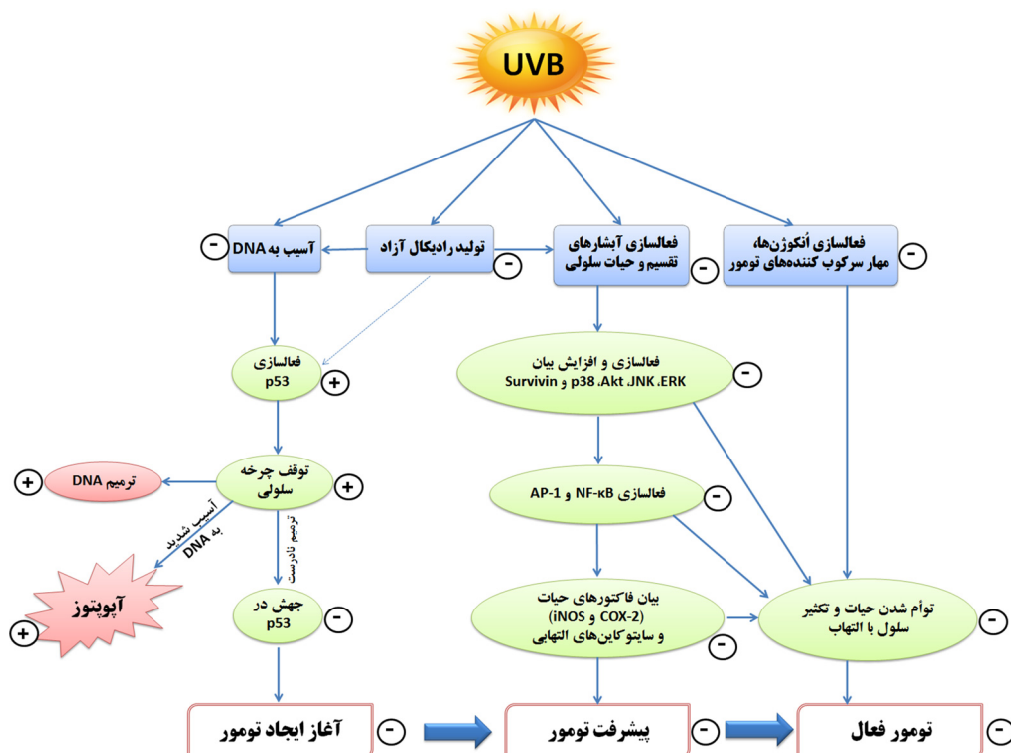 UVB
فعالسازی اُنکوژن‌ها،
مهار سرکوب کننده‌های تومور
-
فعالسازی آبشارهای
تقسیم و حیات سلولی
-
تولید رادیکال آزاد
-
آسیب به DNA
-
فعالسازی
p53
+
فعالسازی و افزایش بیان
p38 ،Akt ،JNK ،ERK و Survivin
-
توقف چرخه
سلولی
+
ترمیم DNA
+
آسیب شدید
به DNA
ترمیم نادرست
فعالسازی NF-κB و AP-1
-
آپوپتوز
+
جهش در
p53
-
بیان فاکتورهای حیات
(COX-2 و iNOS)
و سایتوکاین‌های التهابی
-
توأم شدن حیات و تکثیر
سلول با التهاب
-
آغاز ایجاد تومور
-
پیشرفت تومور
-
تومور فعال
-